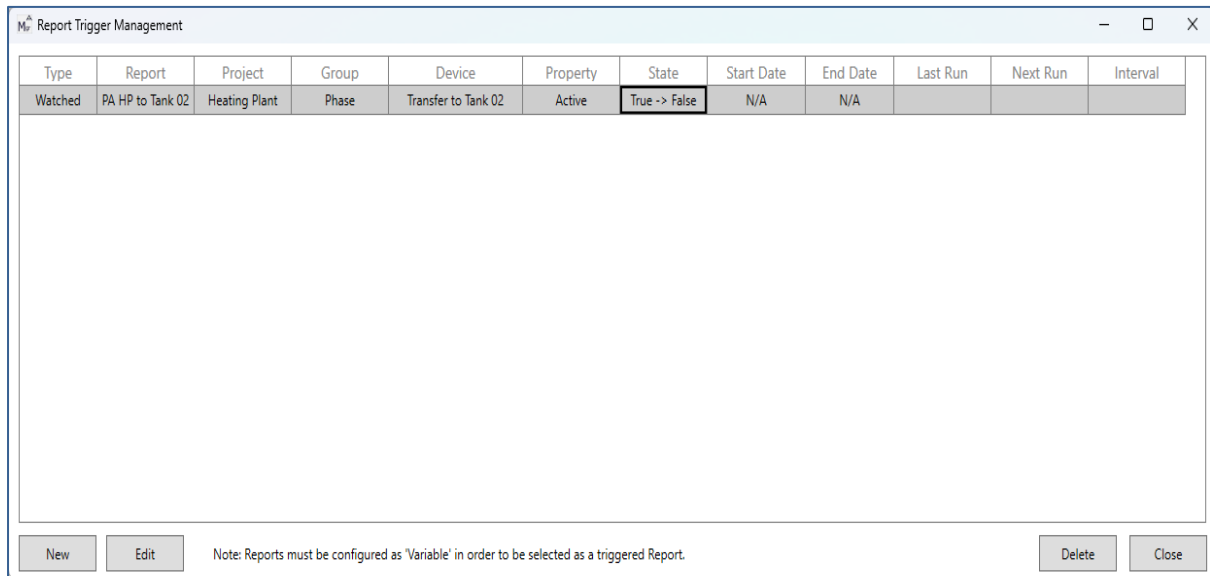 Report Trigger Management
Type Report Project Group Device Property State Start Date End Date Last Run Next Run Interval
Watched PA HP to Tank 02 Heating Plant Phase Transfer to Tank 02 Active True -> False N/A N/A
New Edit Note: Reports must be configured as 'Variable' in order to be selected as a triggered Report. Delete Close